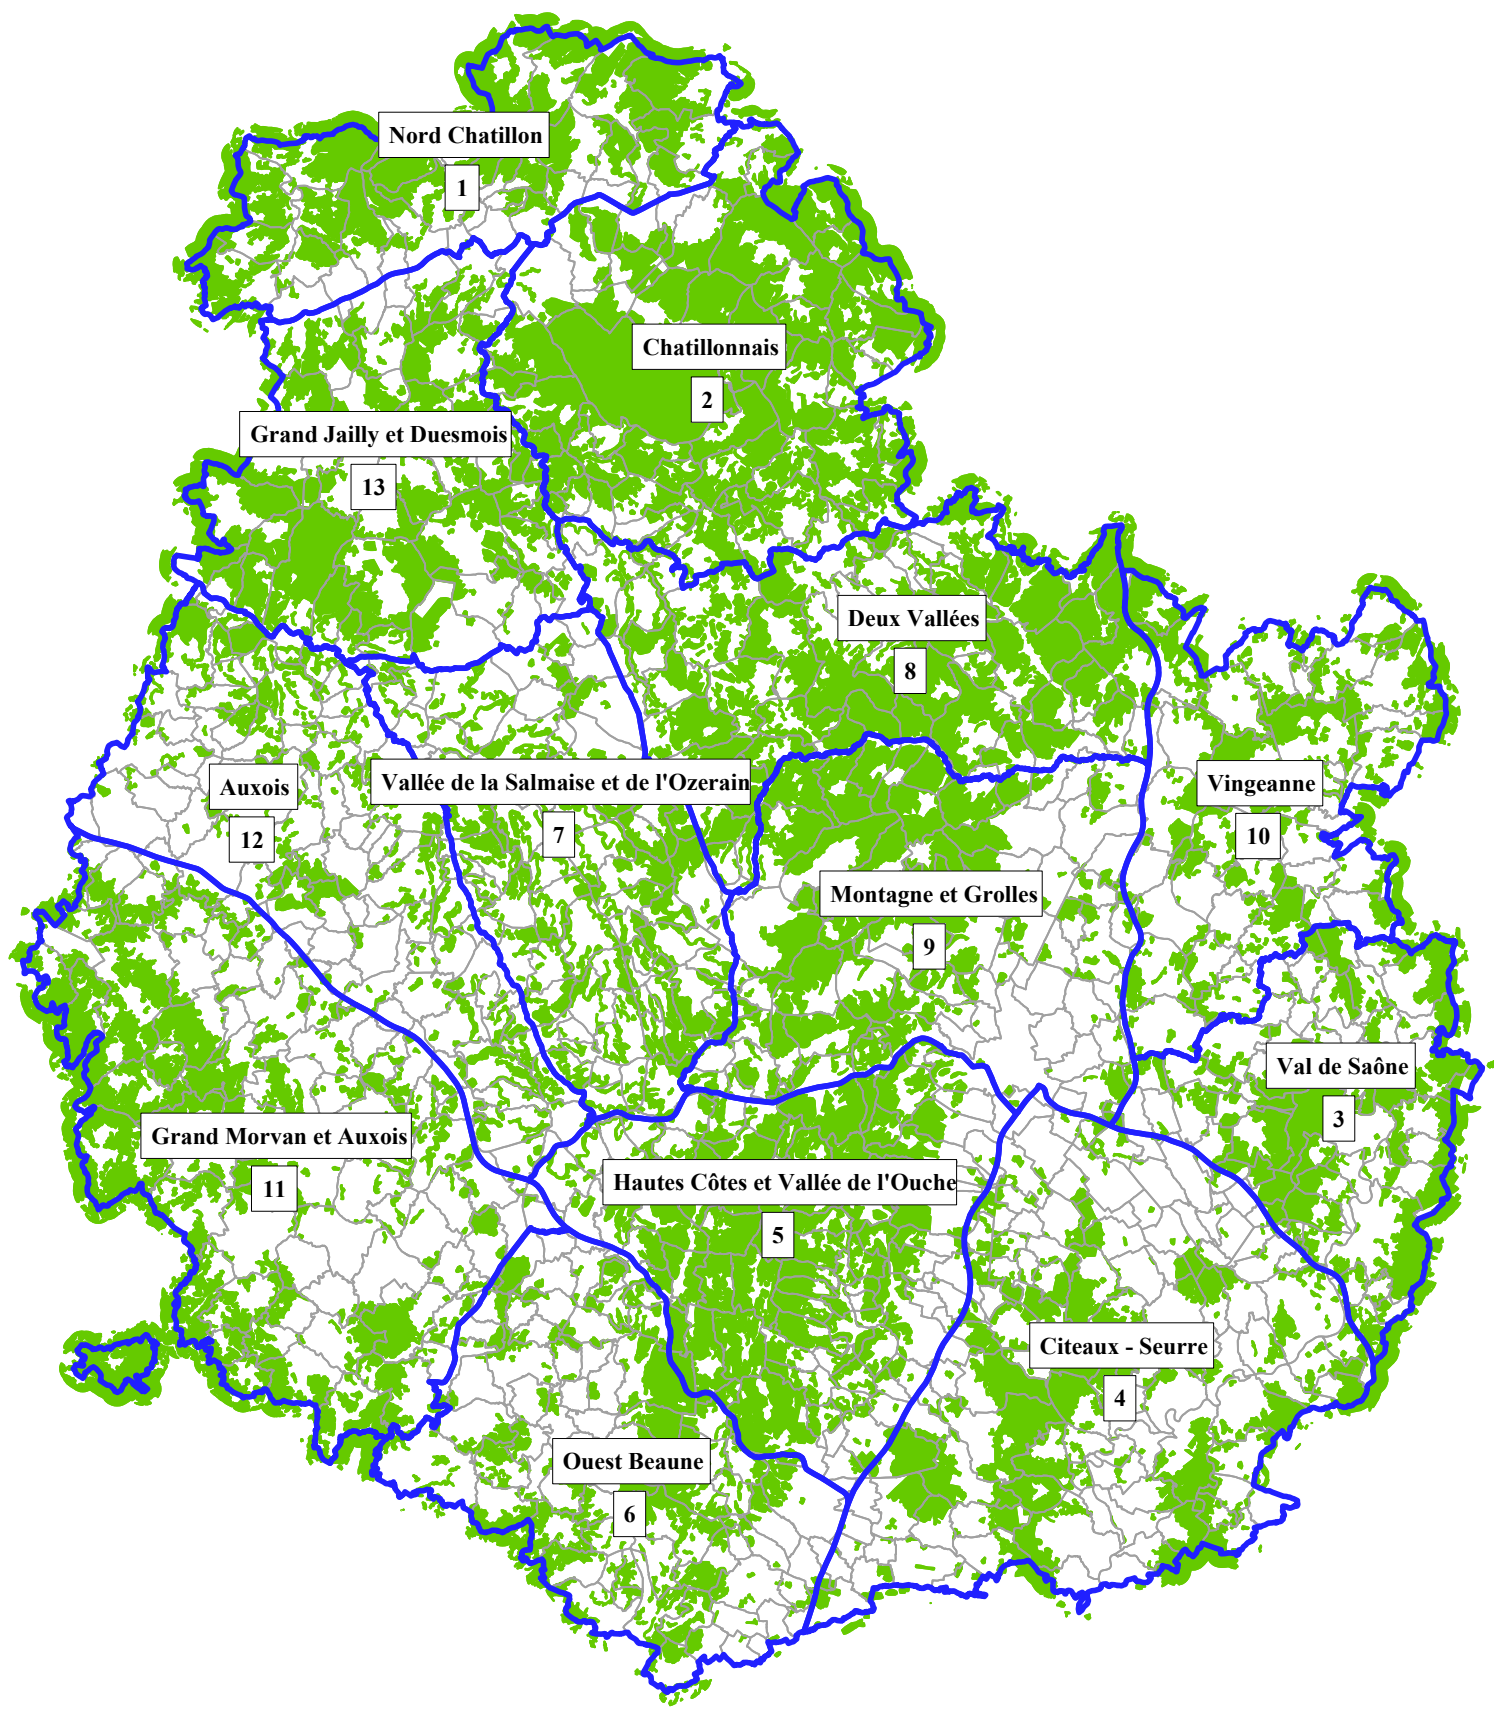 Nord Chatillon
1
Chatillonnais
2
Grand Jailly et Duesmois
13
Deux Vallées
8
Auxois
12
Vallée de la Salmaise et de l'Ozerain
7
Vingeanne
10
Montagne et Grolles
9
Val de Saône
3
Grand Morvan et Auxois
11
Hautes Côtes et Vallée de l'Ouche
5
Citeaux - Seurre
4
Ouest Beaune
6